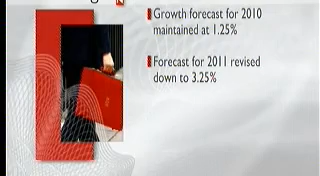 Growth forecast for 2010
maintained at 1.25%
Forecast for 2011 revised
down to 3.25%